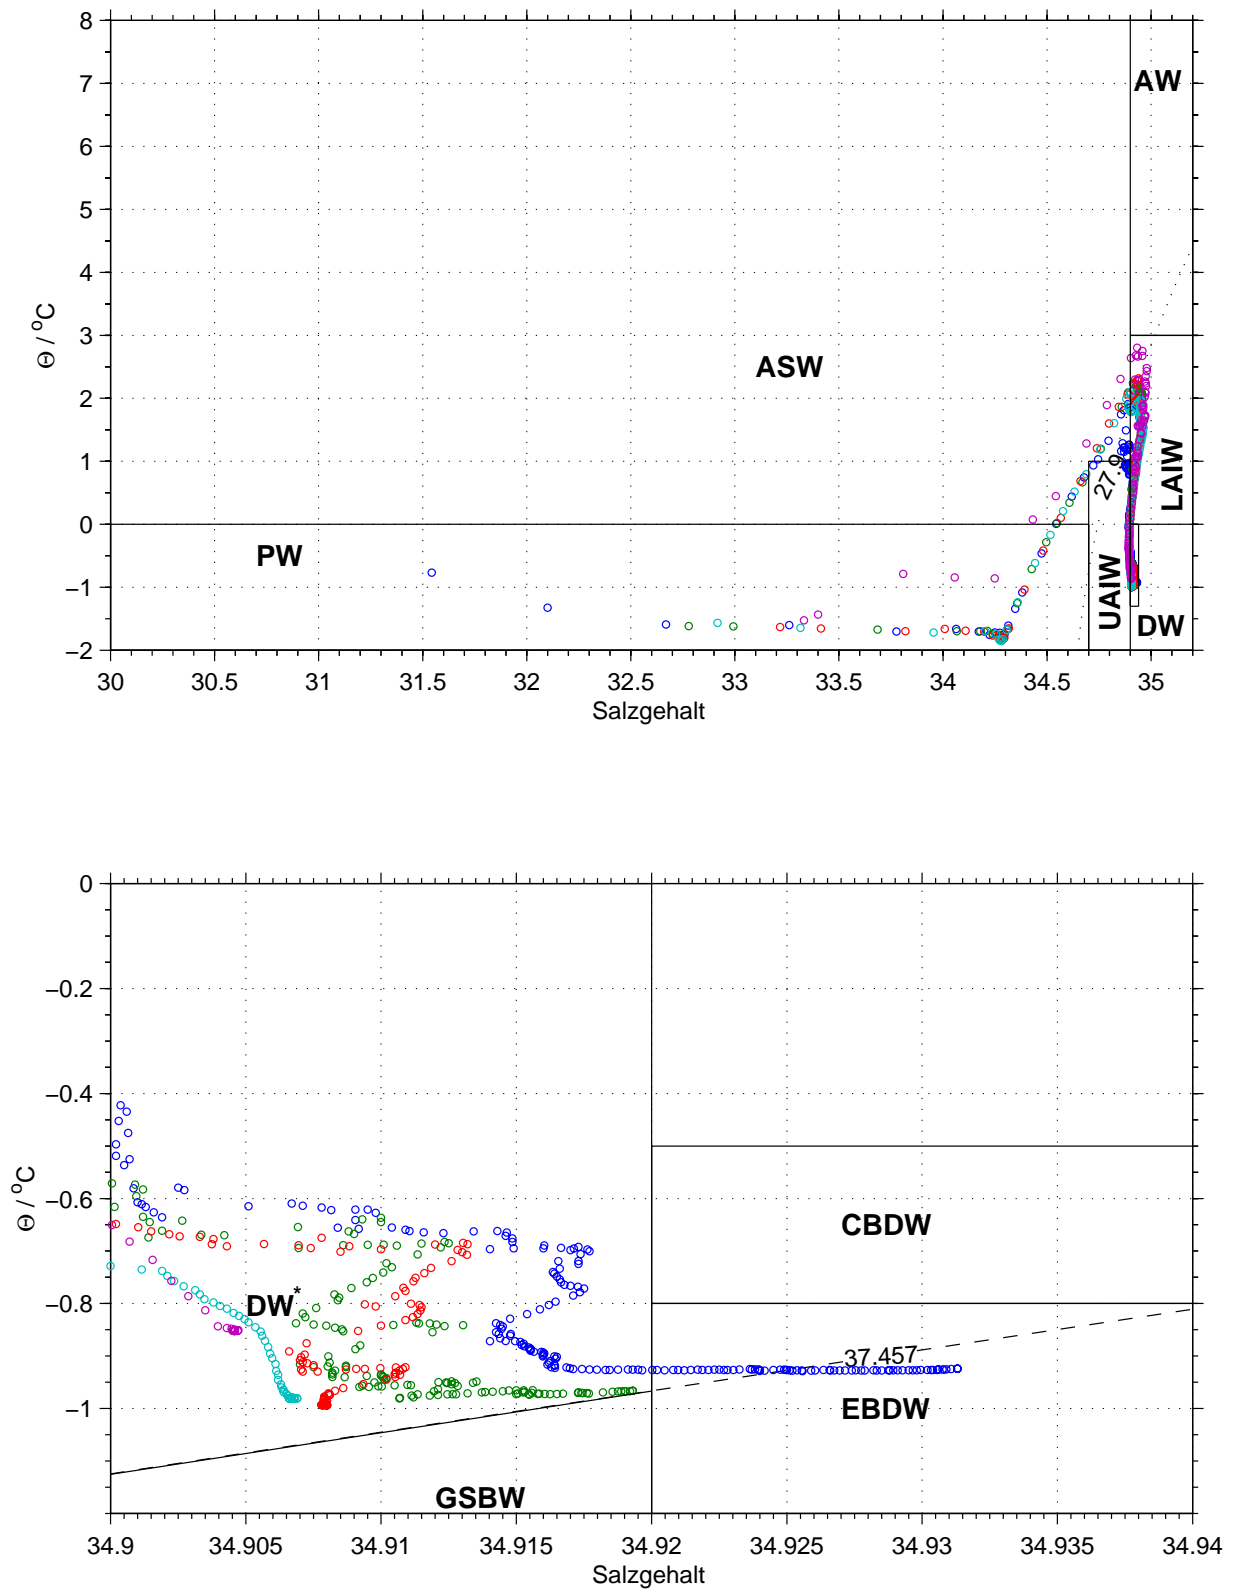 8
7
6
5
4
3
2
1
0
−1
−2
Θ / °C
AW
ASW
LAIW
27.9
PW
UAIW
DW
30 30.5 31 31.5 32 32.5 33 33.5 34 34.5 35
Salzgehalt
0
−0.2
−0.4
−0.6
−0.8
−1
Θ / °C
CBDW
DW*
37.457
EBDW
GSBW
34.9 34.905 34.91 34.915 34.92 34.925 34.93 34.935 34.94
Salzgehalt